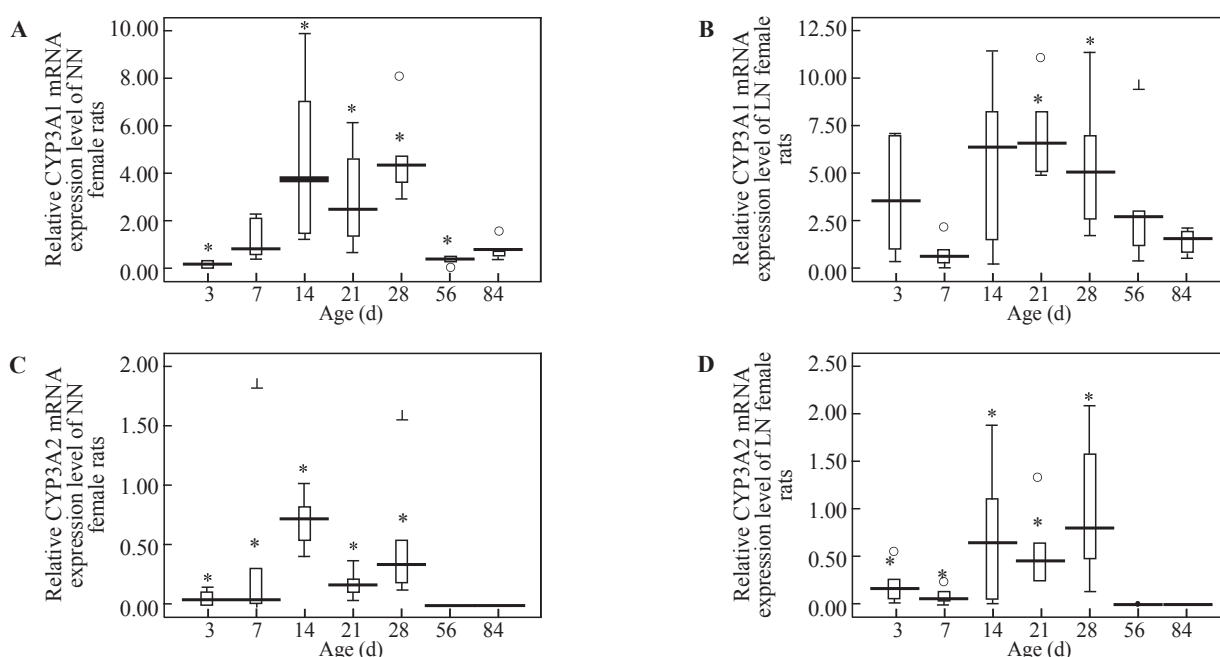 A
Relative CYP3A1 mRNA
expression level of NN
female rats
10.00
8.00
6.00
4.00
2.00
0.00
*
*
*
*
*
3 7 14 21 28 56 84
Age (d)
B
Relative CYP3A1 mRNA
expression level of LN female
rats
12.50
10.00
7.50
5.00
2.50
0.00
*
*
3 7 14 21 28 56 84
Age (d)
C
Relative CYP3A2 mRNA
expression level of NN
female rats
2.00
1.50
1.00
0.50
0.00
*
*
*
*
*
3 7 14 21 28 56 84
Age (d)
D
Relative CYP3A2 mRNA
expression level of LN female
rats
2.50
2.00
1.50
1.00
0.50
0.00
*
*
*
*
*
3 7 14 21 28 56 84
Age (d)